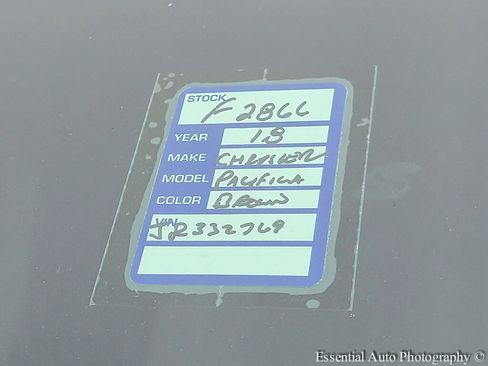 STOCK F2866
YEAR 18
MAKE CHRYSLER
MODEL PACIFICA
COLOR BROWN
VIN JR332769
Essential Auto Photography ©